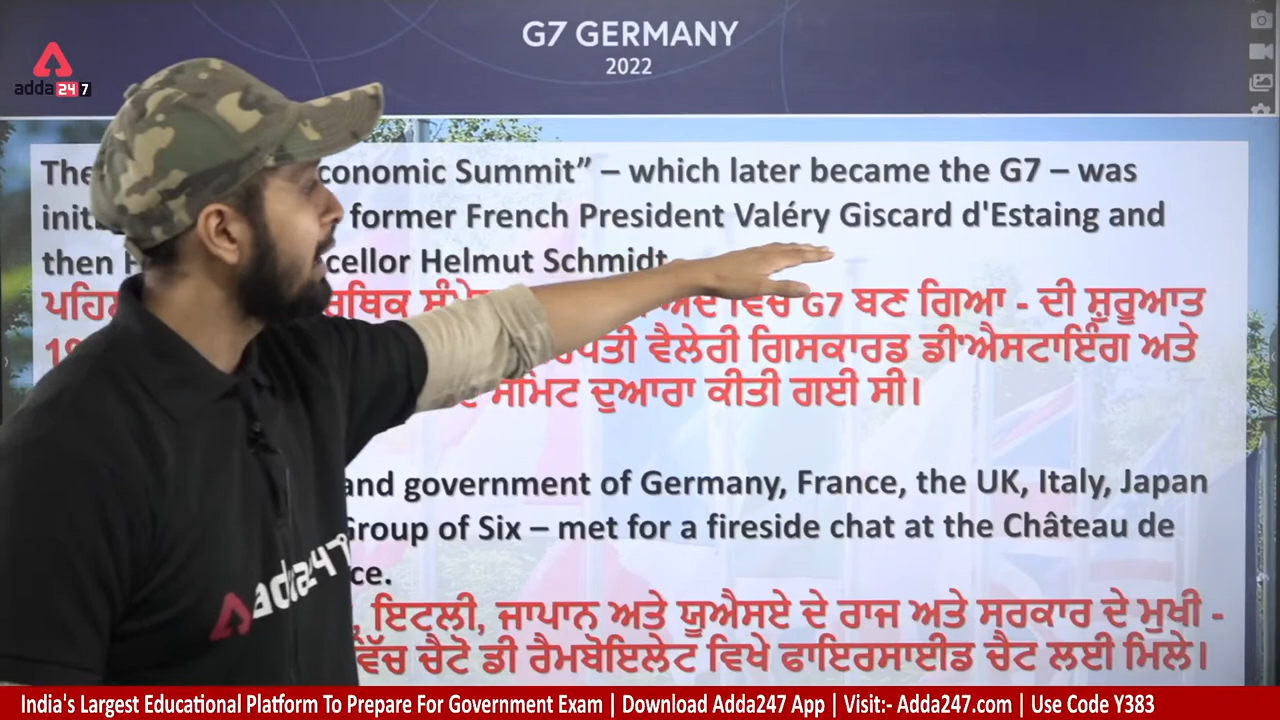 G7 GERMANY
2022
adda247
The conomic Summit” – which later became the G7 – was
former French President Valéry Giscard d'Estaing and
then cellor Helmut Schmidt
G7 ਬਣ ਗਿਆ - ਦੀ ਸ਼ੁਰੂਆਤ
ਵੈਲੇਰੀ ਗਿਸਕਾਰਡ ਡੀ'ਐਸਟਾਇੰਗ ਅਤੇ
ਦੁਆਰਾ ਕੀਤੀ ਗਈ ਸੀ।
and government of Germany, France, the UK, Italy, Japan
Group of Six – met for a fireside chat at the Château de
ce.
ਇਟਲੀ, ਜਾਪਾਨ ਅਤੇ ਯੂਐਸਏ ਦੇ ਰਾਜ ਅਤੇ ਸਰਕਾਰ ਦੇ ਮੁਖੀ -
ਵਿੱਚ ਚੈਟੋ ਡੀ ਰੈਮਬੋਇਲੇਟ ਵਿਖੇ ਫਾਇਰਸਾਈਡ ਚੈਟ ਲਈ ਮਿਲੇ।
adda247
India's Largest Educational Platform To Prepare For Government Exam | Download Adda247 App | Visit:- Adda247.com | Use Code Y383